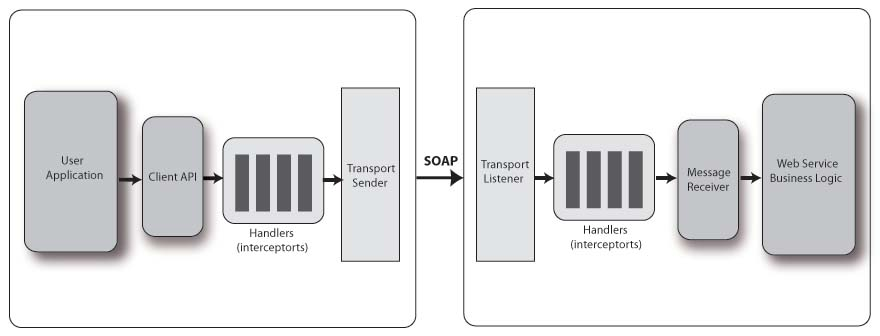 User
Application
Client API
Handlers
(interceptorts)
Transport
Sender
SOAP
Transport
Listener
Handlers
(interceptorts)
Message
Receiver
Web Service
Business Logic